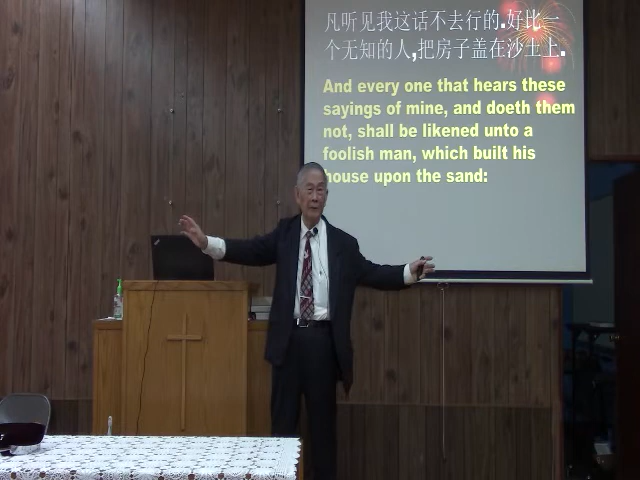 凡听见我这话不去行的.好比一
个无知的人,把房子盖在沙土上.
And every one that hears these
sayings of mine, and doeth them
not, shall be likened unto a
foolish man, which built his
house upon the sand: